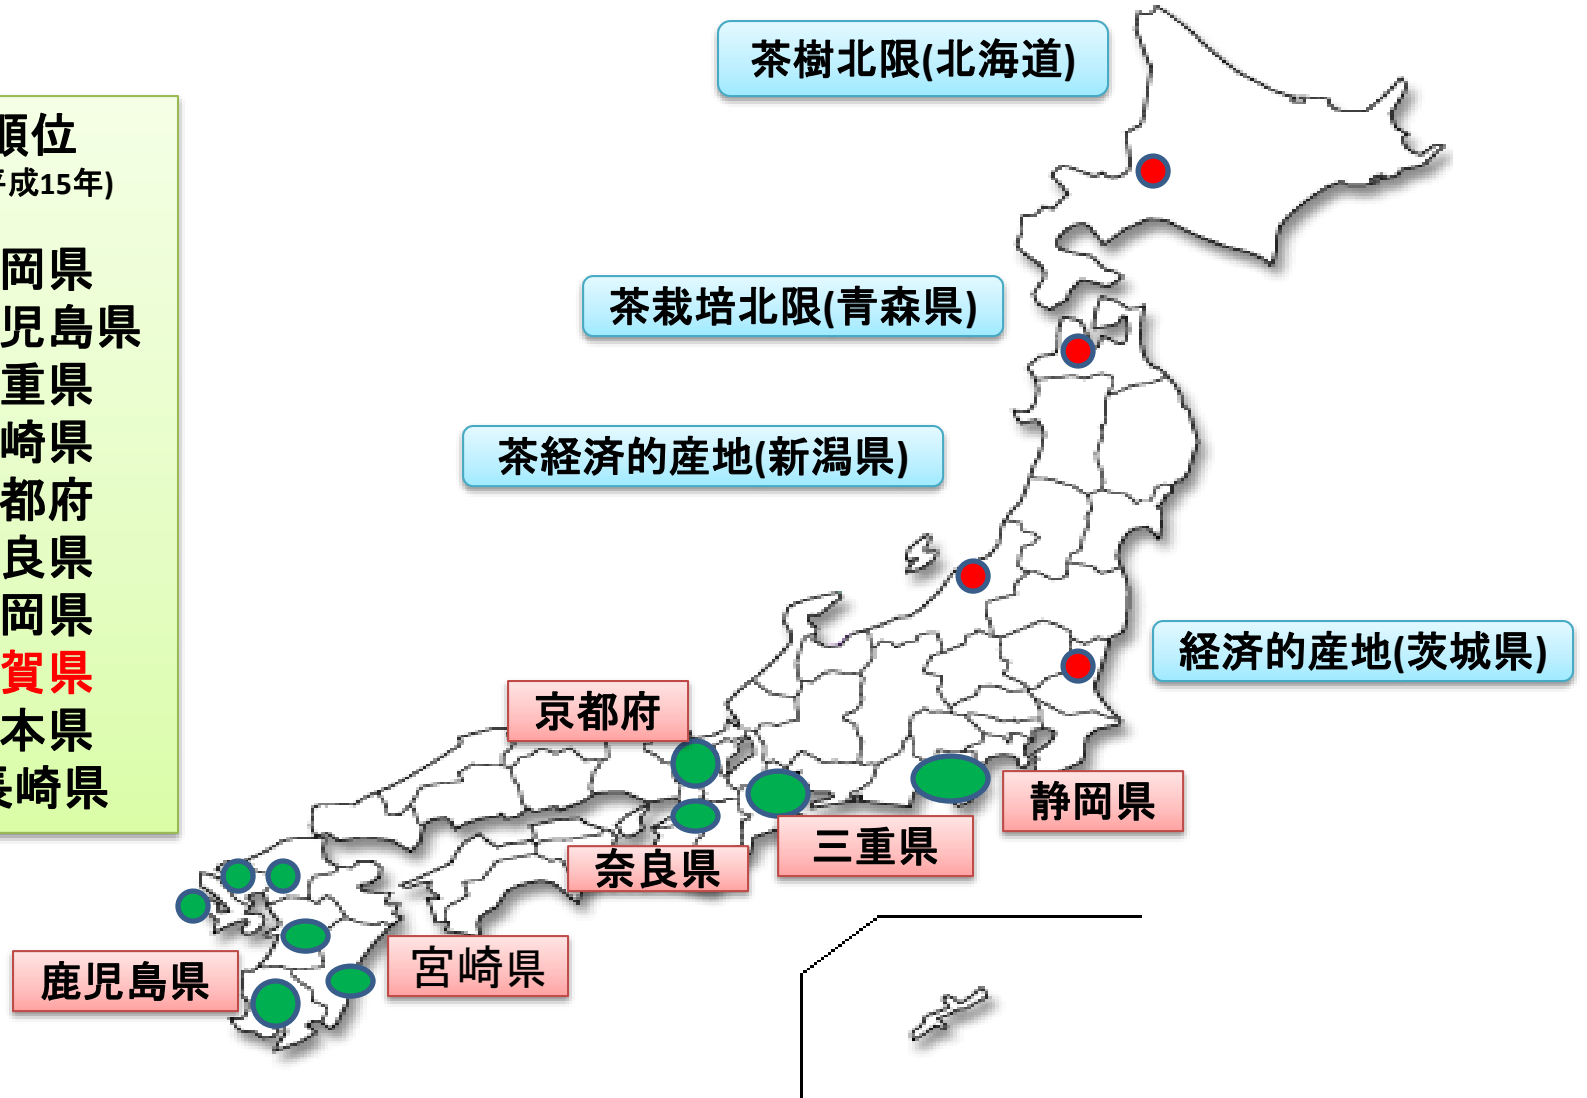 茶樹北限(北海道)
順位
平成15年)
岡県
児島県
重県
崎県
都府
良県
岡県
賀県
本県
長崎県
茶栽培北限(青森県)
茶経済的産地(新潟県)
経済的産地(茨城県)
京都府
静岡県
三重県
奈良県
宮崎県
鹿児島県